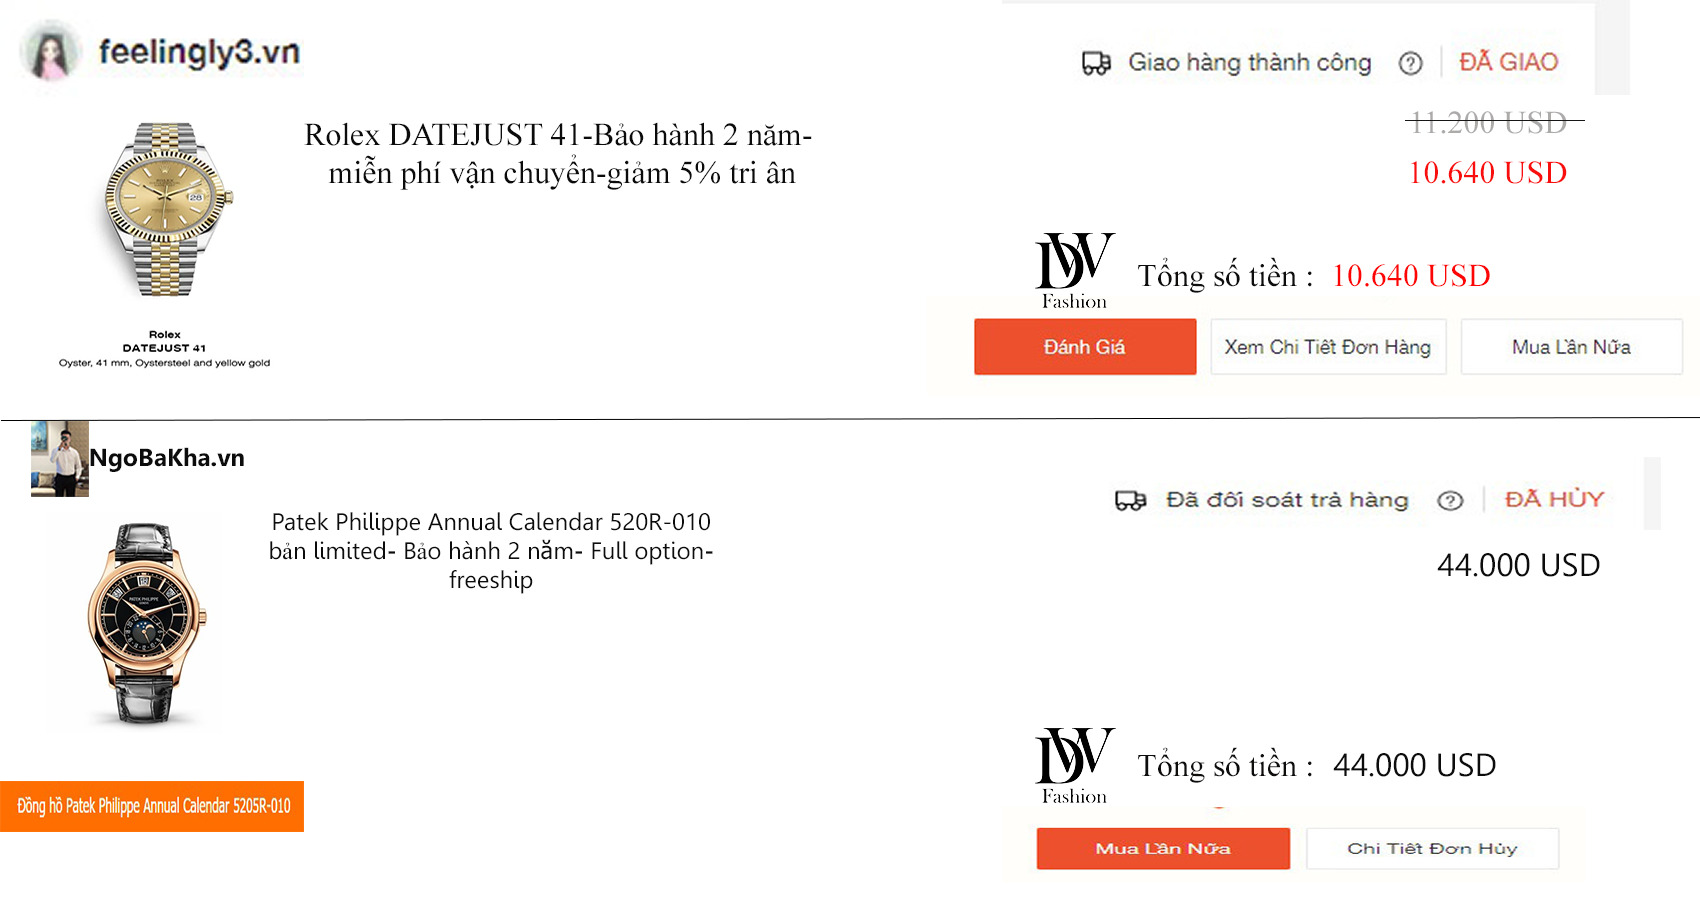 feelingly3.vn
Giao hàng thành công
ĐÃ GIAO
Rolex DATEJUST 41-Bảo hành 2 năm-
miễn phí vận chuyển-giảm 5% tri ân
11.200 USD
10.640 USD
ROLEX
28
Rolex
DATEJUST 41
Oyster, 41 mm, Oystersteel and yellow gold
DW
Fashion
Tổng số tiền : 10.640 USD
Đánh Giá
Xem Chi Tiết Đơn Hàng
Mua Lần Nữa
NgoBaKha.vn
Đã đối soát trả hàng
ĐÃ HỦY
Patek Philippe Annual Calendar 520R-010
bản limited- Bảo hành 2 năm- Full option-
freeship
44.000 USD
PATEK PHILIPPE
Đồng hồ Patek Philippe Annual Calendar 5205R-010
DW
Fashion
Tổng số tiền : 44.000 USD
Mua Lần Nữa
Chi Tiết Đơn Hủy